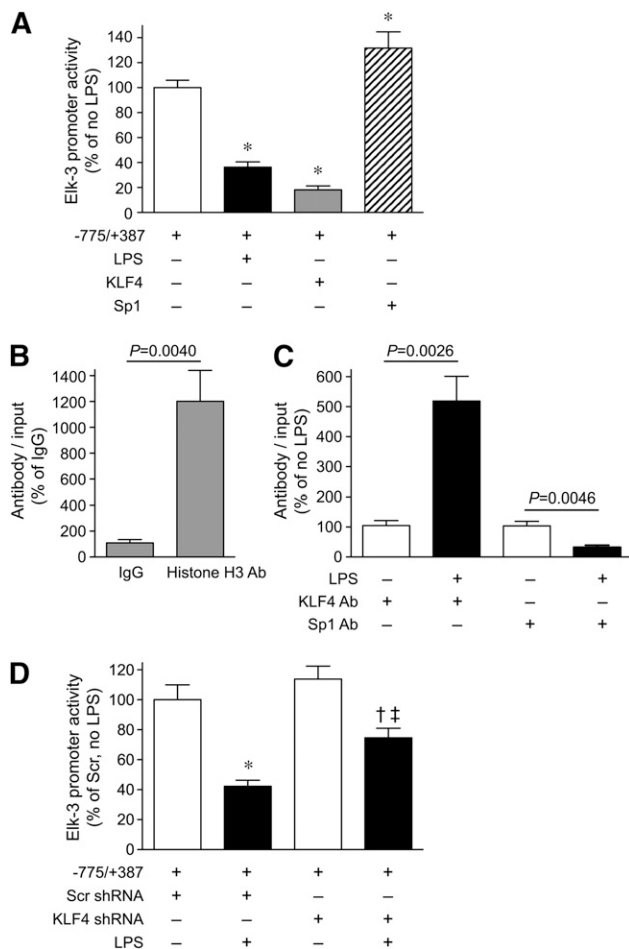 A
Elk-3 promoter activity
(% of no LPS)
140
120
100
80
60
40
20
0
*
*
*
-775/+387 + + + +
LPS – + – –
KLF4 – – + –
Sp1 – – – +
B
P=0.0040
Antibody / input
(% of IgG)
1400
1200
1000
800
600
400
200
0
IgG Histone H3 Ab
C
P=0.0026
P=0.0046
Antibody / input
(% of no LPS)
600
500
400
300
200
100
0
LPS – + – +
KLF4 Ab + + – –
Sp1 Ab – – + +
D
Elk-3 promoter activity
(% of Scr, no LPS)
120
100
80
60
40
20
0
*
†‡
-775/+387 + + + +
Scr shRNA + + – –
KLF4 shRNA – – + +
LPS – + – +